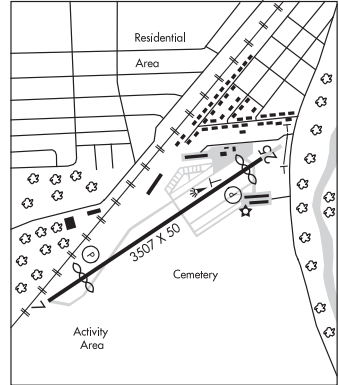 Residential
Area
25
P
P
3507 X 50
Cemetery
7
Activity
Area